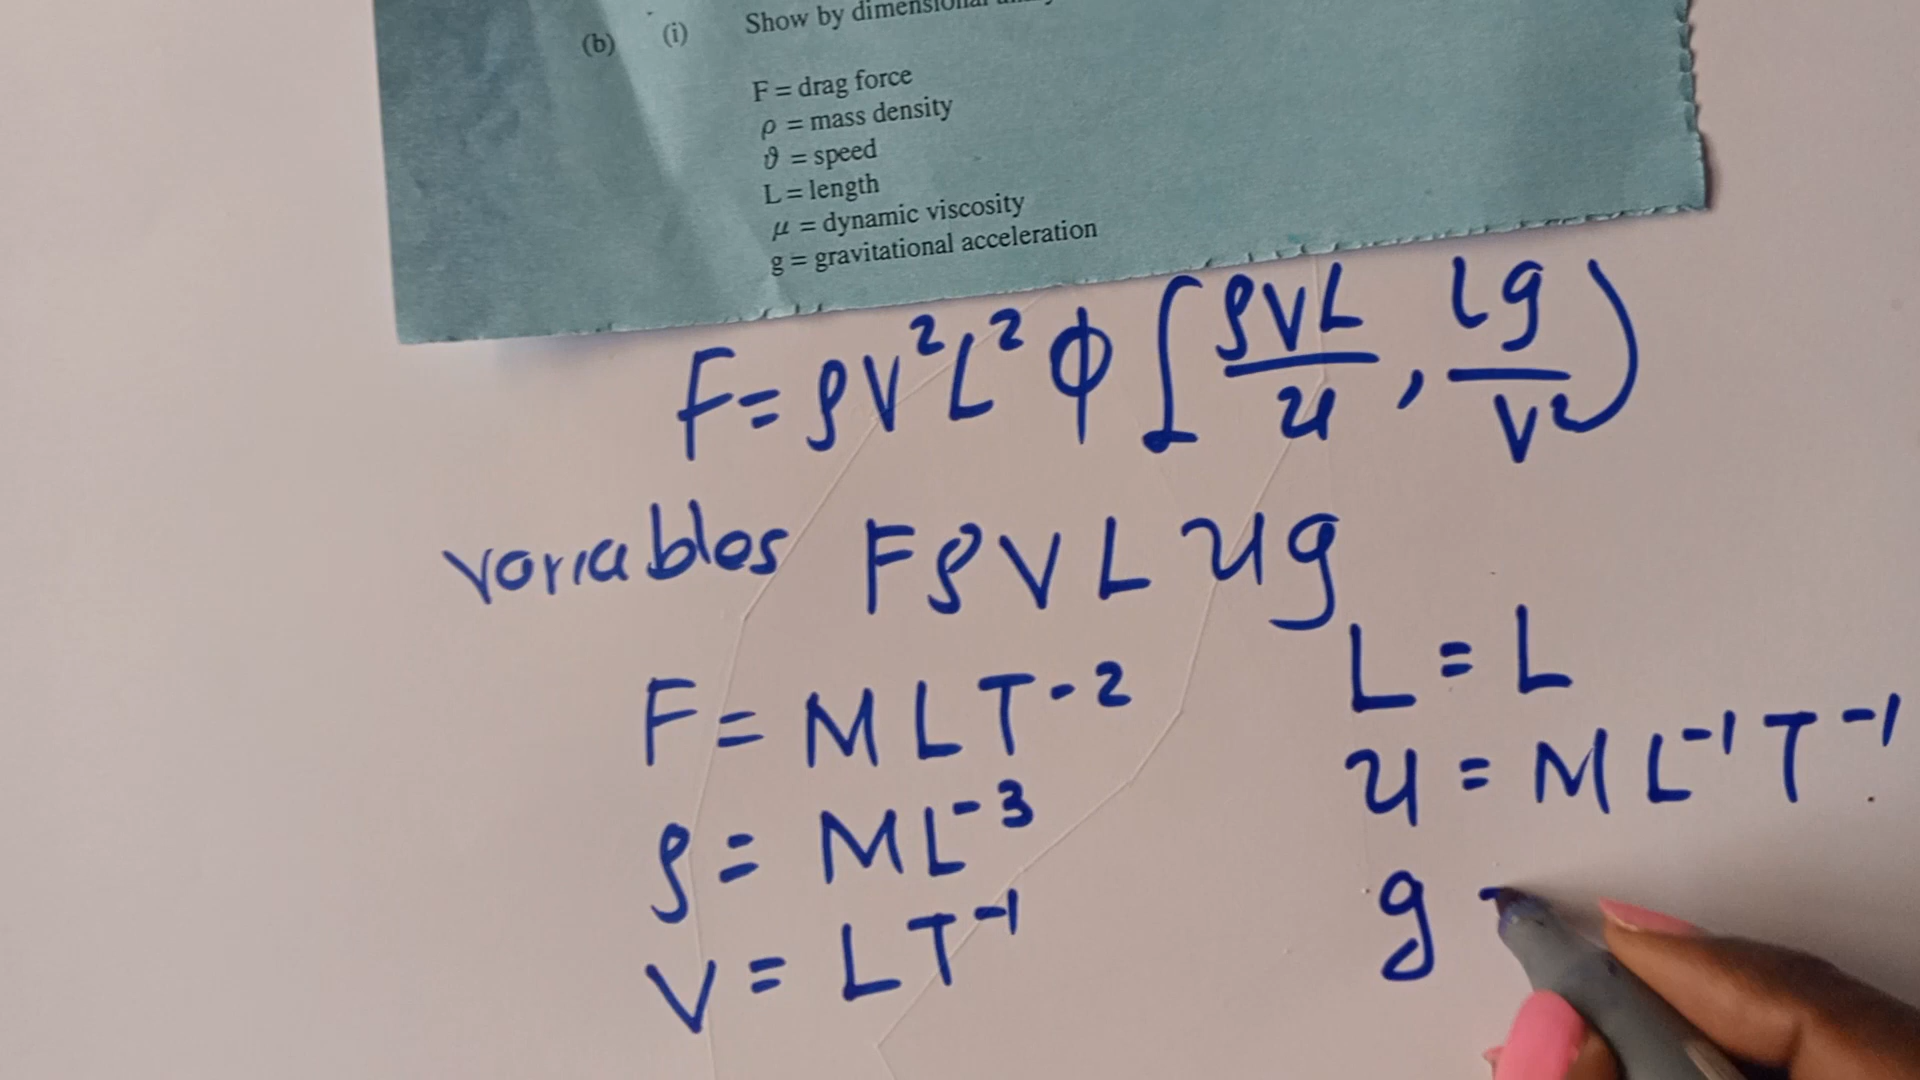 (b) (i) Show by dimensional
F = drag force
ρ = mass density
ϑ = speed
L = length
μ = dynamic viscosity
g = gravitational acceleration
F = ρV²L² ϕ [ρVL/μ, lg/V²)
variables F ρ V L μ g
F = MLT⁻²
ρ = ML⁻³
V = LT⁻¹
L = L
μ = ML⁻¹T⁻¹
g